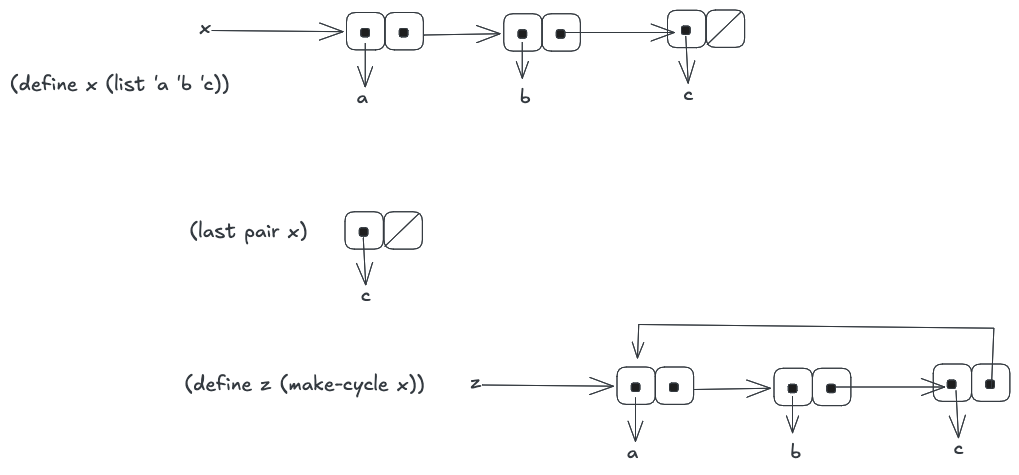 x
(define x (list 'a 'b 'c))
a
b
c
(last pair x)
c
(define z (make-cycle x))
z
a
b
c